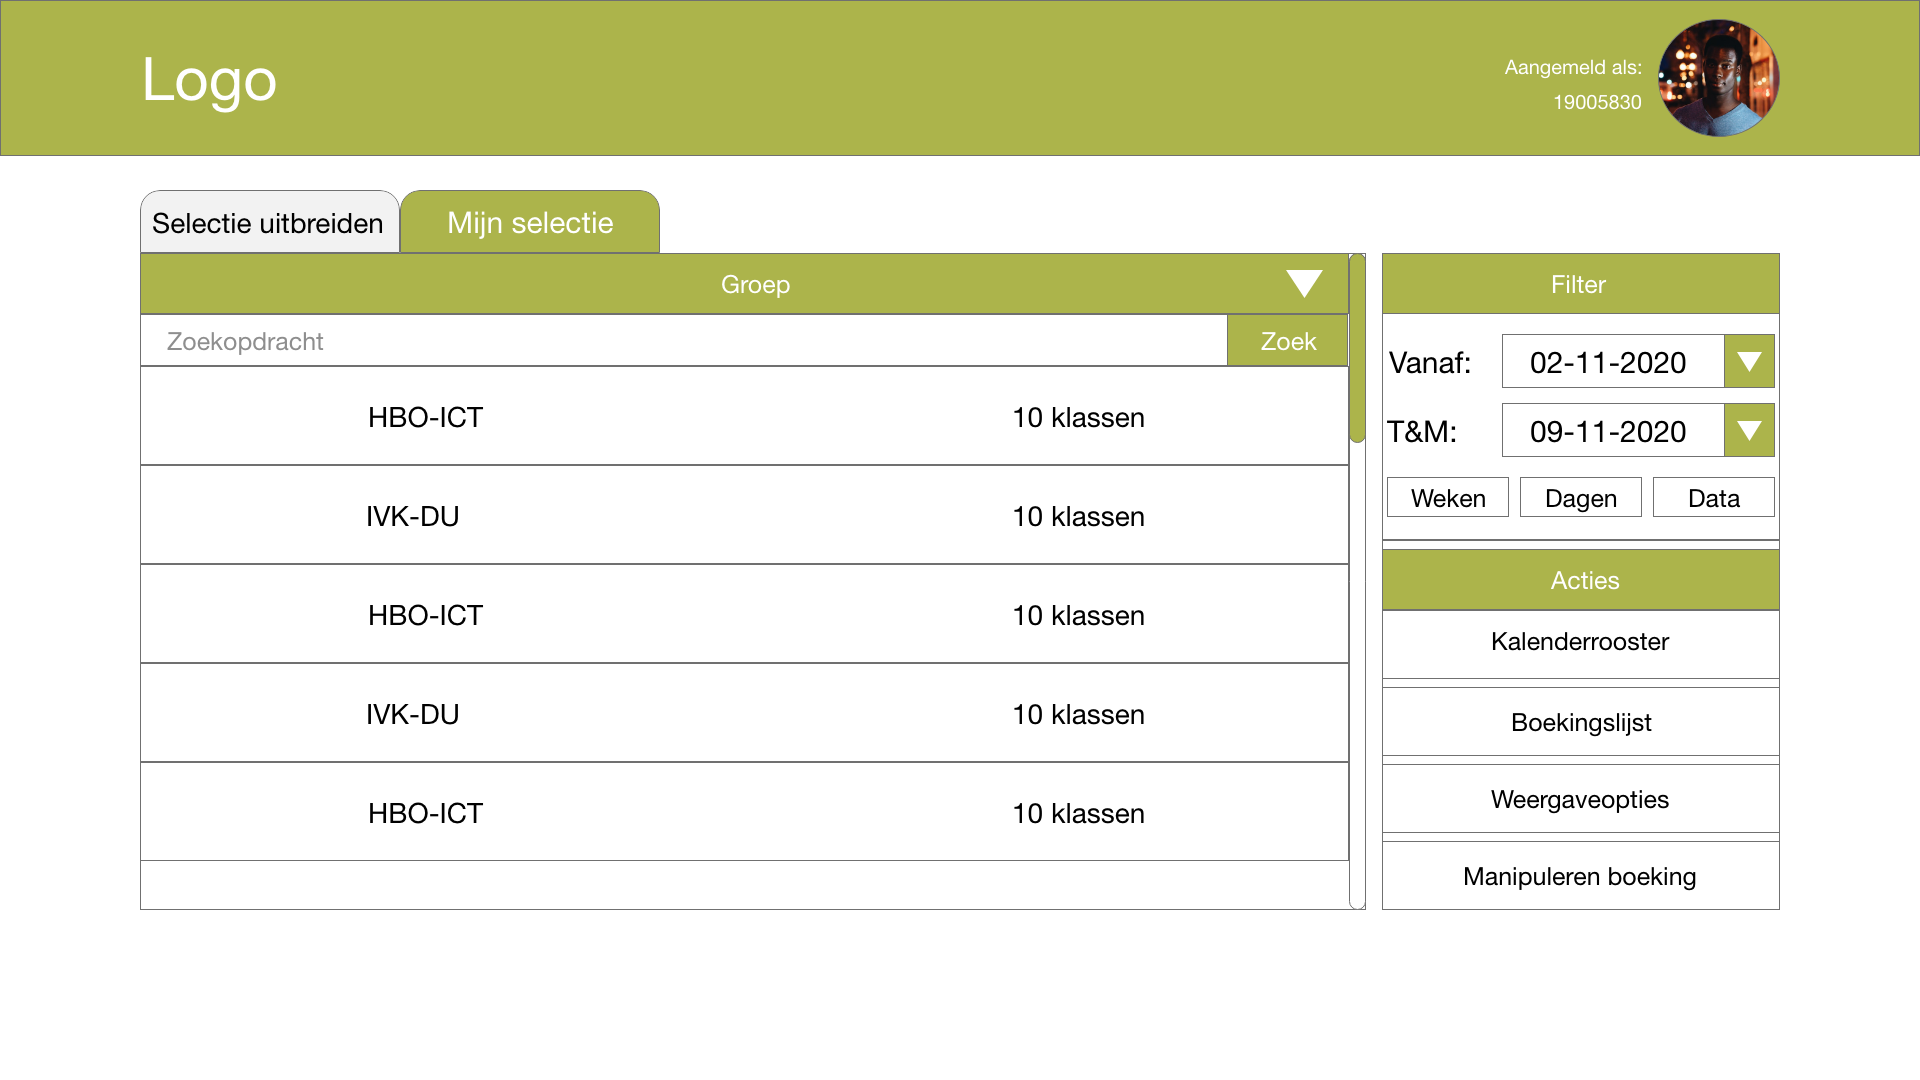 Logo
Aangemeld als:
19005830
Selectie uitbreiden
Mijn selectie
Groep
Zoekopdracht
Zoek
HBO-ICT 10 klassen
IVK-DU 10 klassen
HBO-ICT 10 klassen
IVK-DU 10 klassen
HBO-ICT 10 klassen
Filter
Vanaf: 02-11-2020
T&M: 09-11-2020
Weken Dagen Data
Acties
Kalenderrooster
Boekingslijst
Weergaveopties
Manipuleren boeking